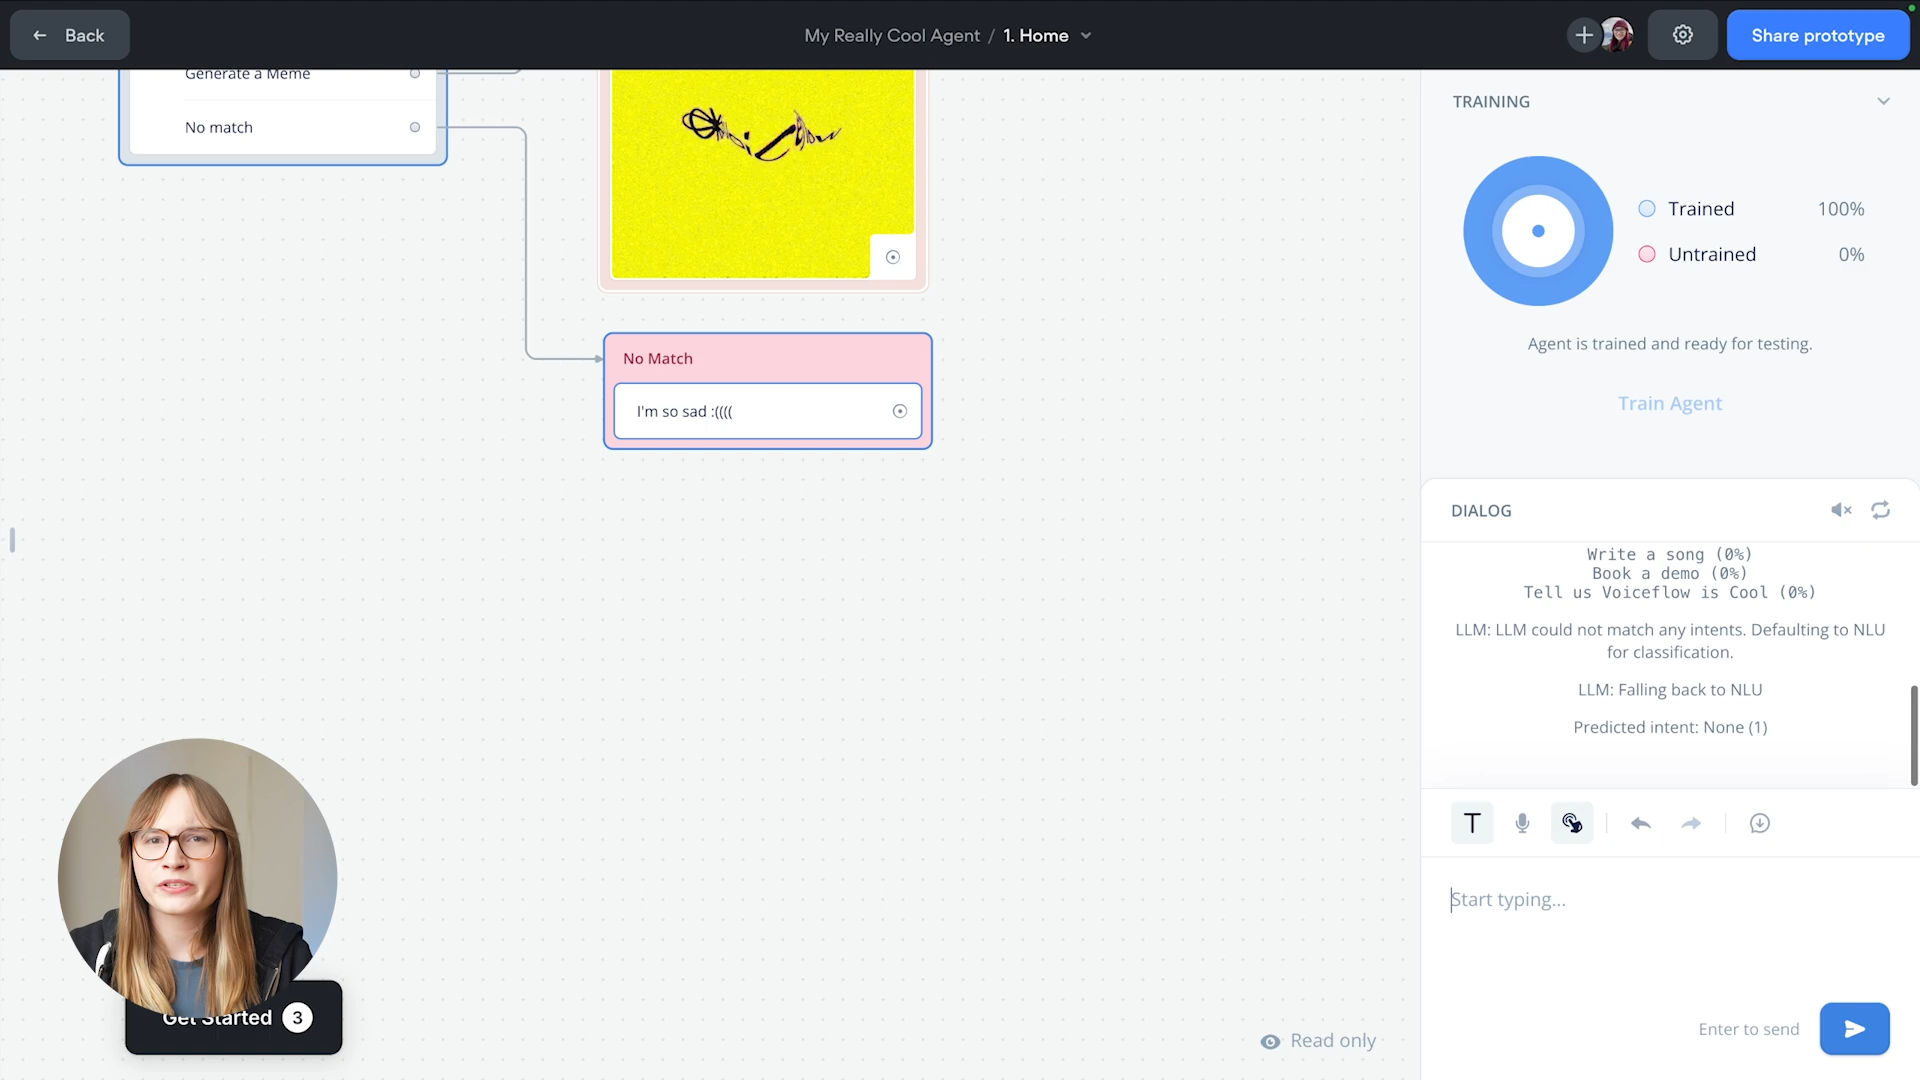 Back
My Really Cool Agent / 1. Home
Share prototype
Generate a Meme
No match
No Match
I'm so sad :((((
Get Started 3
Read only
TRAINING
Trained 100%
Untrained 0%
Agent is trained and ready for testing.
Train Agent
DIALOG
Write a song (0%)
Book a demo (0%)
Tell us Voiceflow is Cool (0%)
LLM: LLM could not match any intents. Defaulting to NLU
for classification.
LLM: Falling back to NLU
Predicted intent: None (1)
T
Start typing...
Enter to send